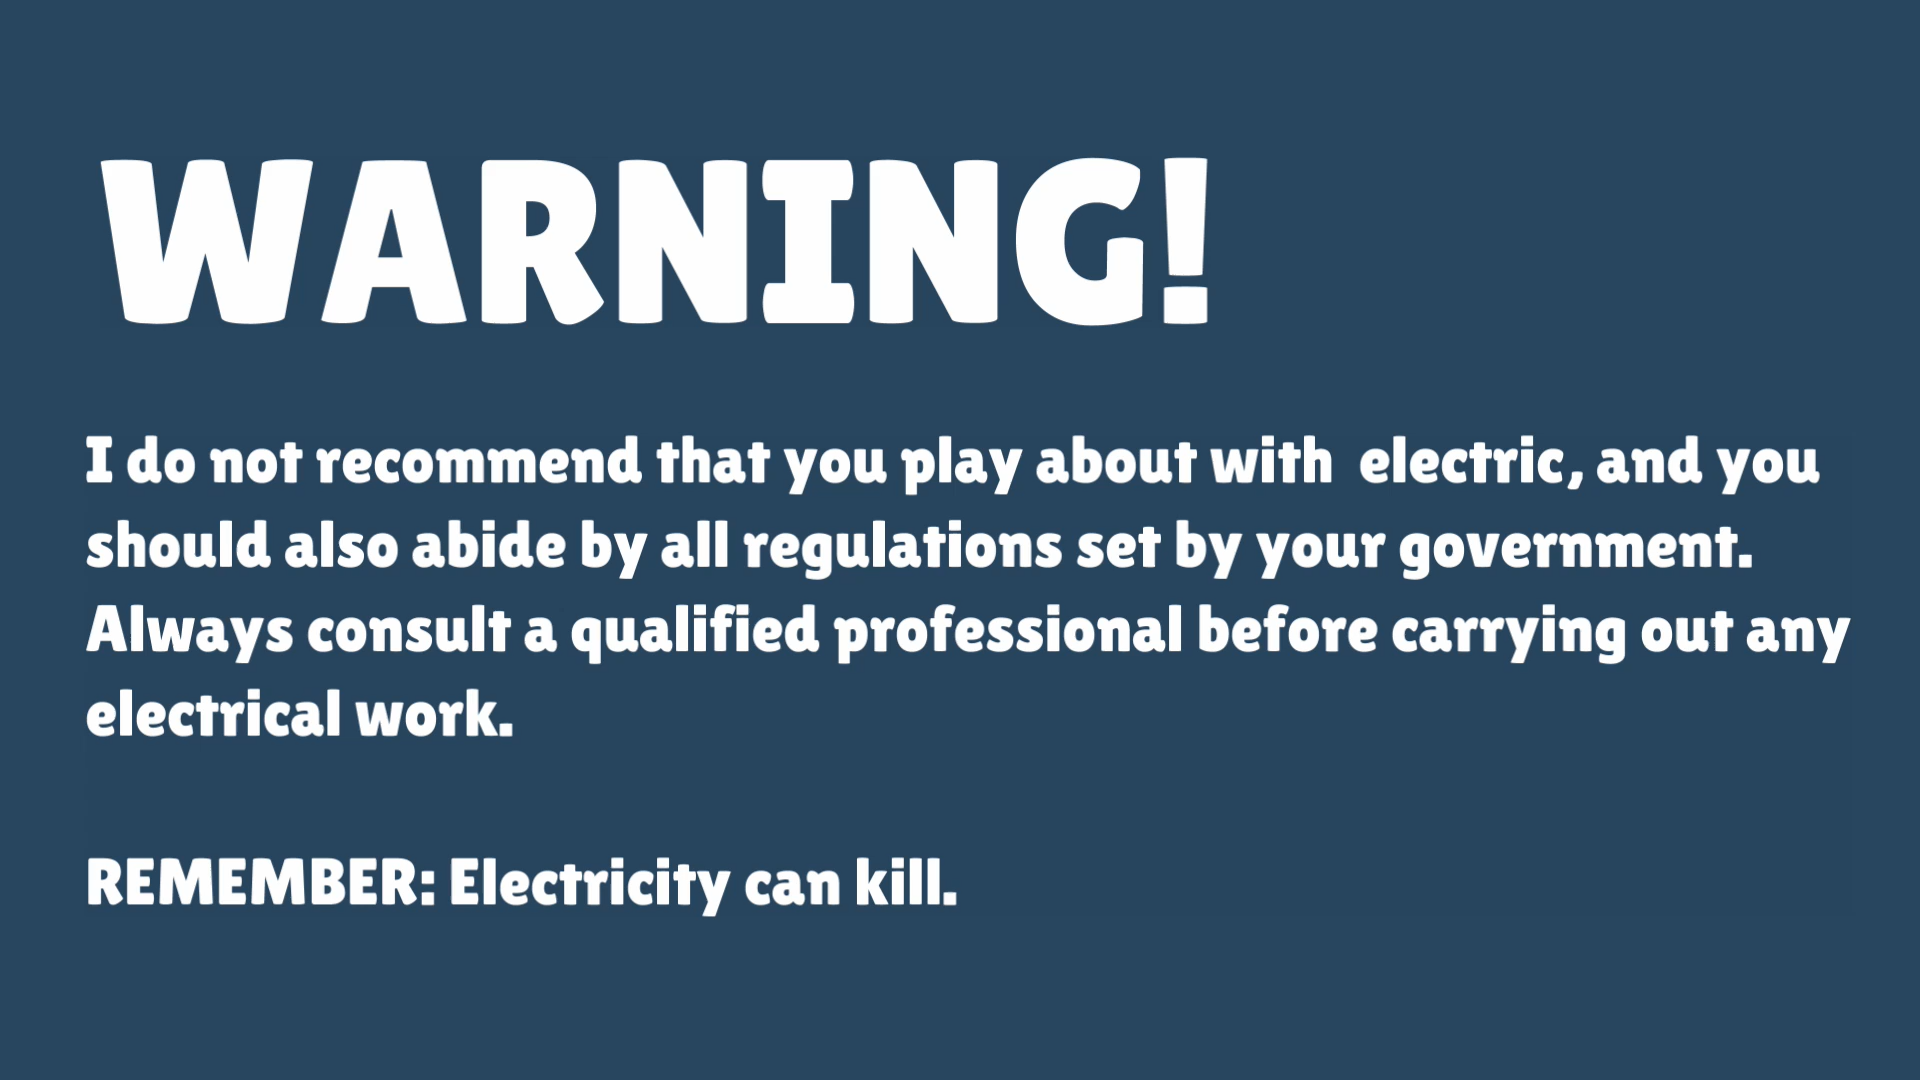 WARNING!
I do not recommend that you play about with  electric, and you
should also abide by all regulations set by your government.
Always consult a qualified professional before carrying out any
electrical work.
REMEMBER: Electricity can kill.